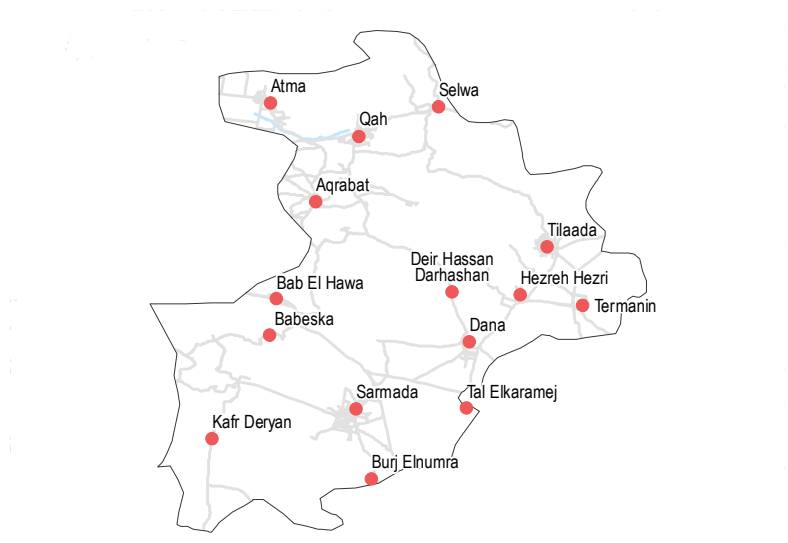 Atma
Selwa
Qah
Aqrabat
Tilaada
Deir Hassan
Darhashan
Hezreh Hezri
Bab El Hawa
Termanin
Babeska
Dana
Sarmada
Tal Elkaramej
Kafr Deryan
Burj Elnumra